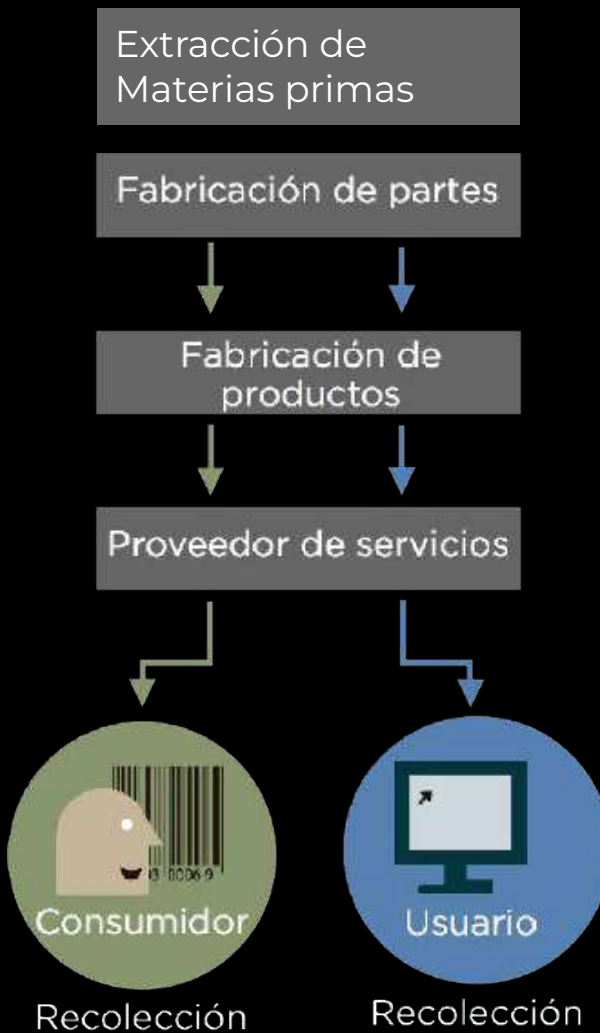 Extracción de
Materias primas
Fabricación de partes
Fabricación de
productos
Proveedor de servicios
Consumidor
Usuario
Recolección
Recolección